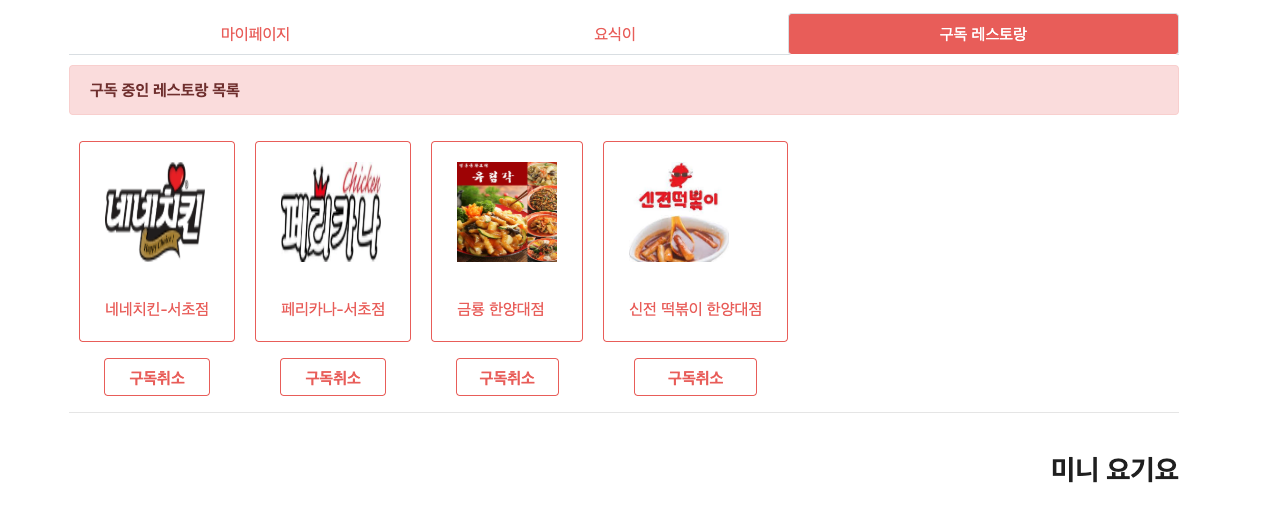 마이페이지
요식이
구독 레스토랑
구독 중인 레스토랑 목록
네네치킨
Happy Choice!
Chicken
페리카나
유림각
신전떡볶이
네네치킨-서초점
페리카나-서초점
금룡 한양대점
신전 떡볶이 한양대점
구독취소
구독취소
구독취소
구독취소
미니 요기요